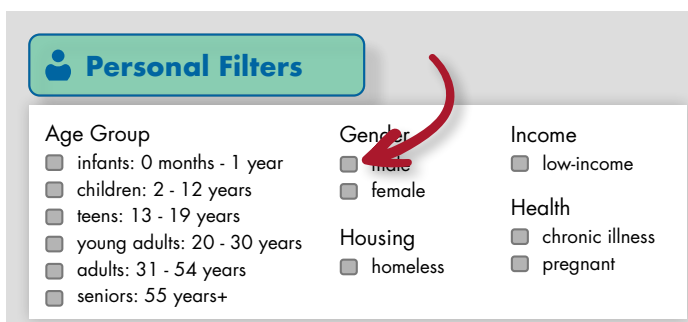 Personal Filters
Age Group
infants: 0 months - 1 year
children: 2 - 12 years
teens: 13 - 19 years
young adults: 20 - 30 years
adults: 31 - 54 years
seniors: 55 years+
Gender
male
female
Housing
homeless
Income
low-income
Health
chronic illness
pregnant